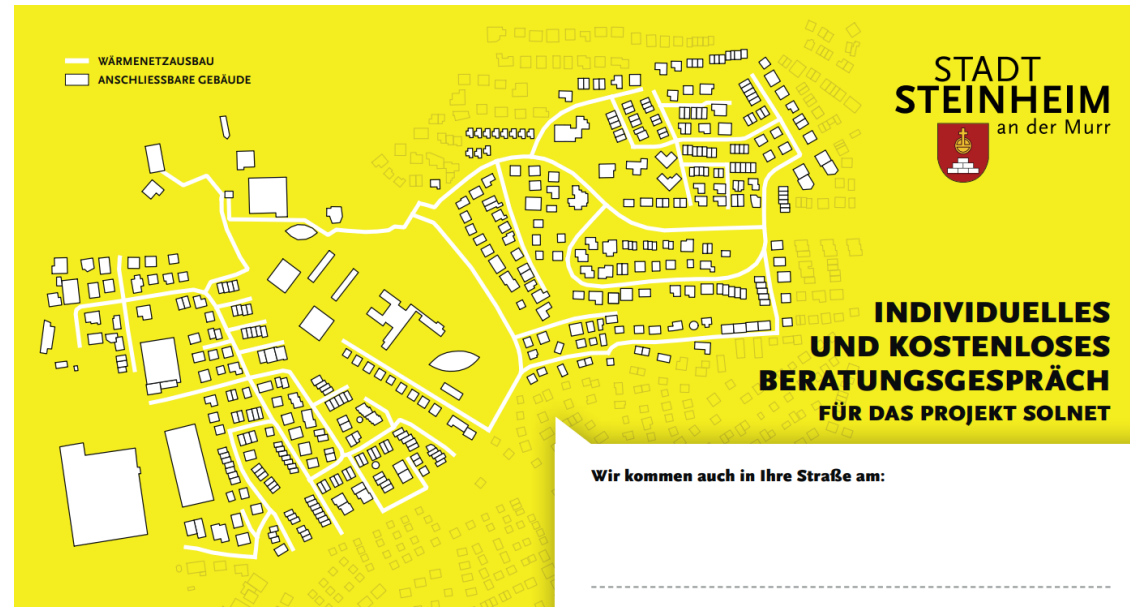 WÄRMENETZAUSBAU
ANSCHLIESSBARE GEBÄUDE
STADT
STEINHEIM
an der Murr
INDIVIDUELLES
UND KOSTENLOSES
BERATUNGSGESPRÄCH
FÜR DAS PROJEKT SOLNET
Wir kommen auch in Ihre Straße am: